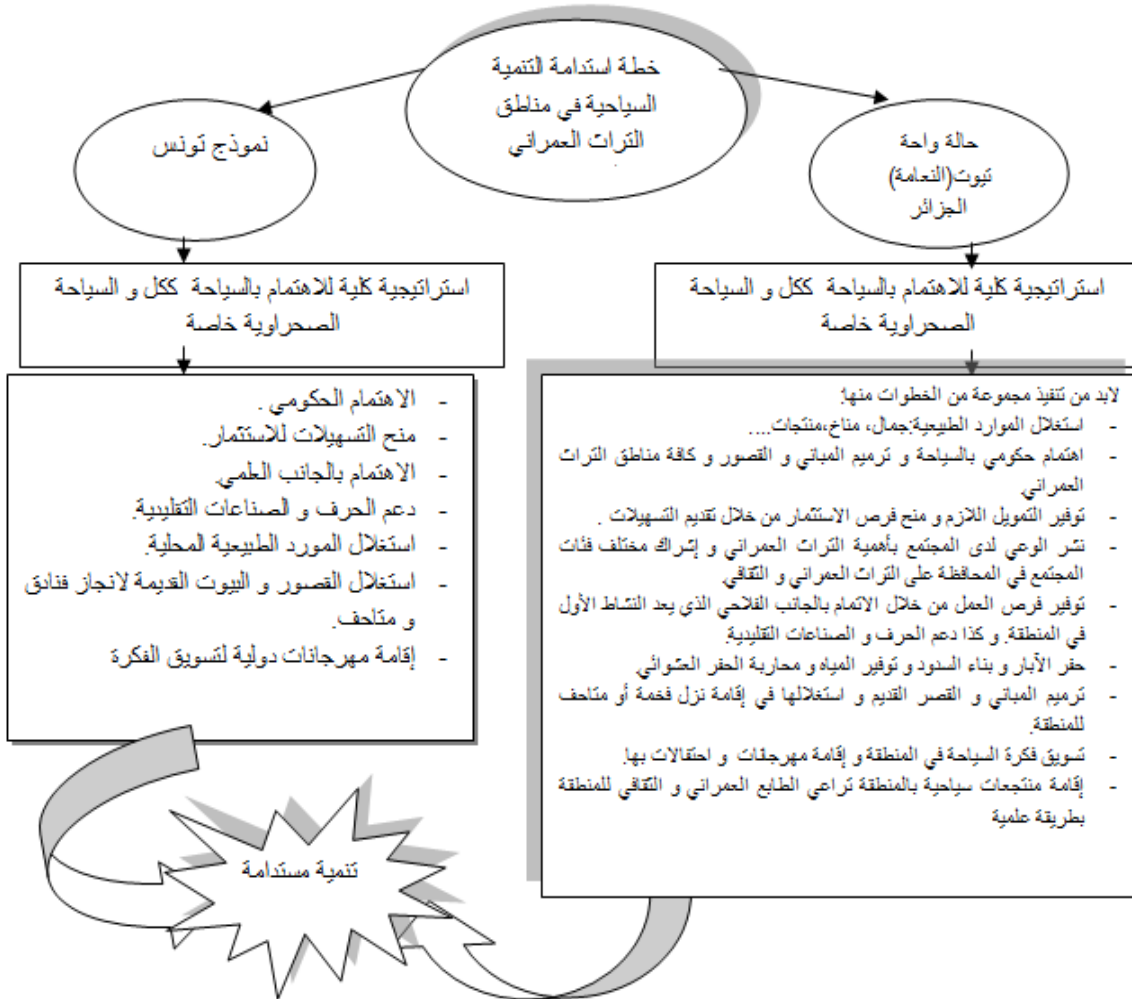 خطة استدامة التنمية
السياحية في مناطق
التراث العمراني
.
حالة واحة
تيوت(النعامة)
الجزائر
نموذج تونس
استراتيجية كلية للاهتمام بالسياحة ككل و السياحة
الصحراوية خاصة
استراتيجية كلية للاهتمام بالسياحة ككل و السياحة
الصحراوية خاصة
لابد من تنفيذ مجموعة من الخطوات منها:
- استغلال الموارد الطبيعية:جمال، مناخ،منتجات....
- اهتمام حكومي بالسياحة و ترميم المباني و القصور و كافة مناطق التراث
العمراني.
- توفير التمويل اللازم و منح فرص الاستثمار من خلال تقديم التسهيلات .
- نشر الوعي لدى المجتمع بأهمية التراث العمراني و إشراك مختلف فئات
المجتمع في المحافظة على التراث العمراني و الثقافي.
- توفير فرص العمل من خلال الاتمام بالجانب الفلاحي الذي يعد النشاط الأول
في المنطقة. و كذا دعم الحرف و الصناعات التقليدية.
- حفر الآبار و بناء السدود و توفير المياه و محاربة الحفر العشوائي.
- ترميم المباني و القصر القديم و استغلالها في إقامة نزل فخمة أو متاحف
للمنطقة.
- تسويق فكرة السياحة في المنطقة و إقامة مهرجانات و احتفالات بها.
- إقامة منتجعات سياحية بالمنطقة تراعي الطابع العمراني و الثقافي للمنطقة
بطريقة علمية
- الاهتمام الحكومي .
- منح التسهيلات للاستثمار.
- الاهتمام بالجانب العلمي.
- دعم الحرف و الصناعات التقليدية.
- استغلال المورد الطبيعية المحلية.
- استغلال القصور و البيوت القديمة لانجاز فنادق
و متاحف.
- إقامة مهرجانات دولية لتسويق الفكرة
تنمية مستدامة